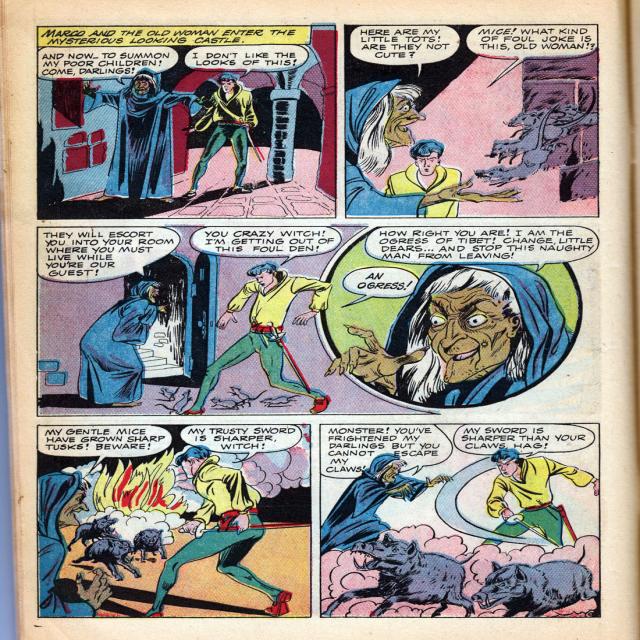 MARCO AND THE OLD WOMAN ENTER THE
MYSTERIOUS LOOKING CASTLE.
AND NOW... TO SUMMON
MY POOR CHILDREN!
COME, DARLINGS!
I DON'T LIKE THE
LOOKS OF THIS!
HERE ARE MY
LITTLE TOTS!
ARE THEY NOT
CUTE?
MICE! WHAT KIND
OF FOUL JOKE IS
THIS, OLD WOMAN!?
THEY WILL ESCORT
YOU INTO YOUR ROOM
WHERE YOU MUST
LIVE WHILE
YOU'RE OUR
GUEST!
YOU CRAZY WITCH!
I'M GETTING OUT OF
THIS FOUL DEN!
HOW RIGHT YOU ARE! I AM THE
OGRESS OF TIBET! CHANGE, LITTLE
DEARS... AND STOP THIS NAUGHTY
MAN FROM LEAVING!
AN
OGRESS!
MY GENTLE MICE
HAVE GROWN SHARP
TUSKS! BEWARE!
MY TRUSTY SWORD
IS SHARPER,
WITCH!
MONSTER! YOU'VE
FRIGHTENED MY
DARLINGS BUT YOU
CANNOT ESCAPE
MY
CLAWS!
MY SWORD IS
SHARPER THAN YOUR
CLAWS, HAG!